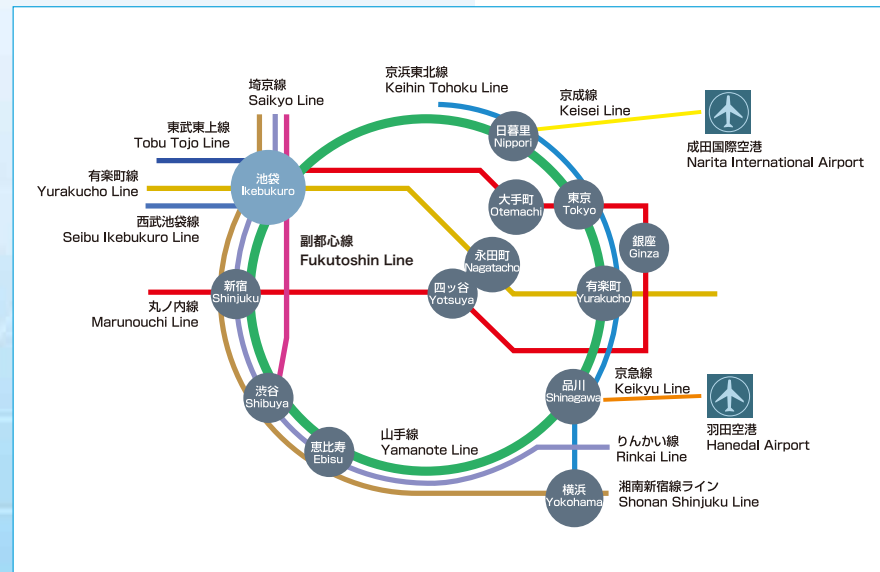 京浜東北線
Keihin Tohoku Line
埼京線
Saikyo Line
京成線
Keisei Line
東武東上線
Tobu Tojo Line
日暮里
Nippori
成田国際空港
Narita International Airport
有楽町線
Yurakucho Line
池袋
Ikebukuro
大手町
Otemachi
東京
Tokyo
西武池袋線
Seibu Ikebukuro Line
副都心線
Fukutoshin Line
永田町
Nagatacho
銀座
Ginza
新宿
Shinjuku
四ッ谷
Yotsuya
有楽町
Yurakucho
丸ノ内線
Marunouchi Line
京急線
Keikyu Line
渋谷
Shibuya
品川
Shinagawa
羽田空港
Hanedal Airport
恵比寿
Ebisu
山手線
Yamanote Line
りんかい線
Rinkai Line
横浜
Yokohama
湘南新宿線ライン
Shonan Shinjuku Line